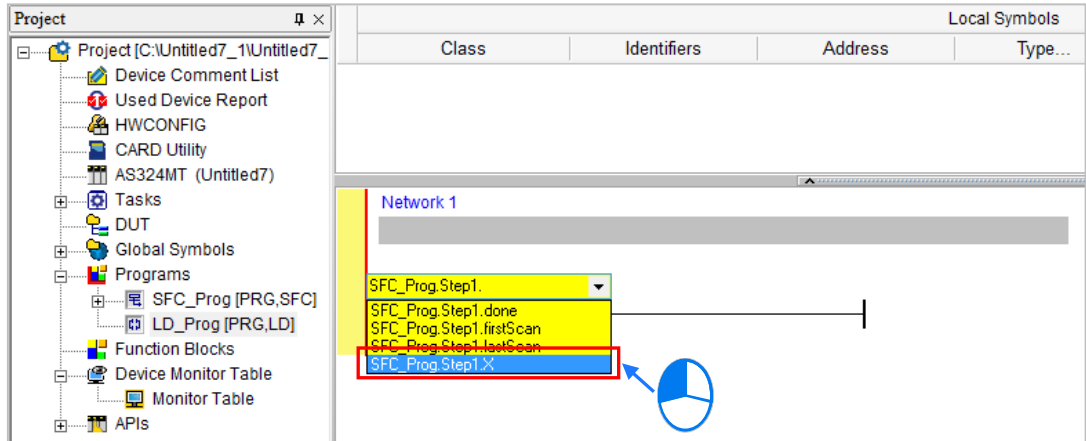 Project
Project [C:\Untitled7_1\Untitled7_
Device Comment List
Used Device Report
HWCONFIG
CARD Utility
AS324MT (Untitled7)
Tasks
DUT
Global Symbols
Programs
SFC_Prog [PRG,SFC]
LD_Prog [PRG,LD]
Function Blocks
Device Monitor Table
Monitor Table
APIs
Local Symbols
Class Identifiers Address Type...
Network 1
SFC_Prog.Step1.
SFC_Prog.Step1.done
SFC_Prog.Step1.firstScan
SFC_Prog.Step1.lastScan
SFC_Prog.Step1.X